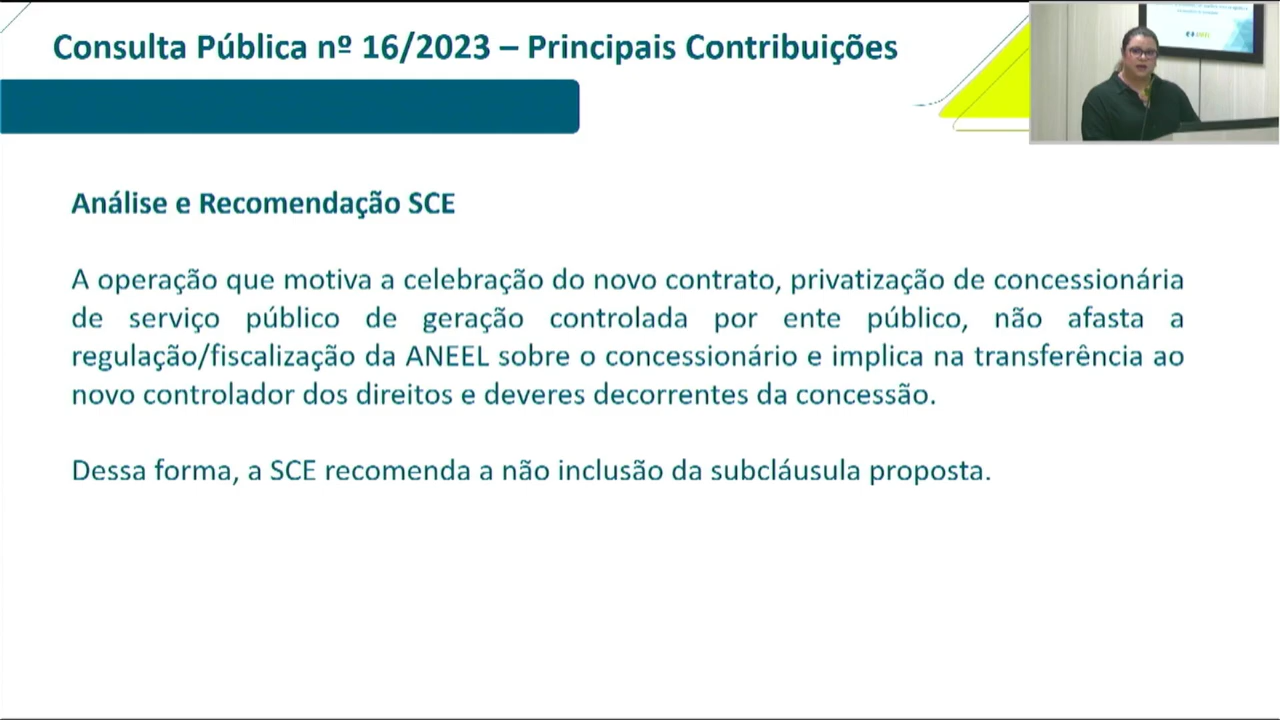 Consulta Pública nº 16/2023 – Principais Contribuições
Análise e Recomendação SCE
A operação que motiva a celebração do novo contrato, privatização de concessionária
de serviço público de geração controlada por ente público, não afasta a
regulação/fiscalização da ANEEL sobre o concessionário e implica na transferência ao
novo controlador dos direitos e deveres decorrentes da concessão.
Dessa forma, a SCE recomenda a não inclusão da subcláusula proposta.